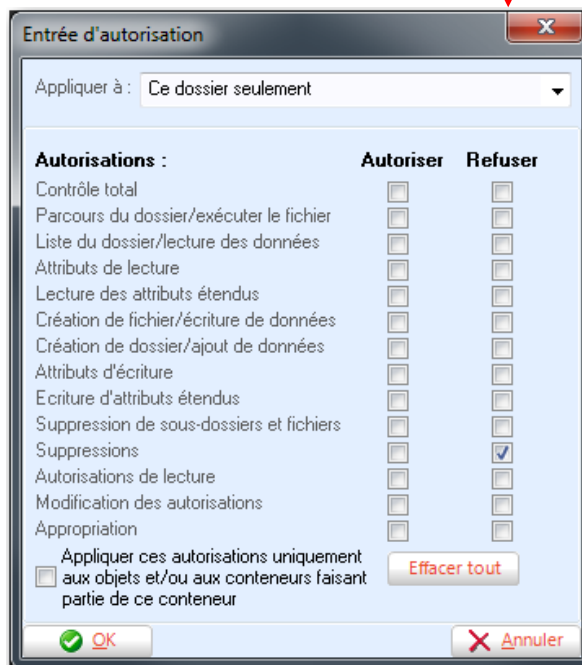 Entrée d'autorisation
Appliquer à : Ce dossier seulement
Autorisations : Autoriser Refuser
Contrôle total
Parcours du dossier/exécuter le fichier
Liste du dossier/lecture des données
Attributs de lecture
Lecture des attributs étendus
Création de fichier/écriture de données
Création de dossier/ajout de données
Attributs d'écriture
Ecriture d'attributs étendus
Suppression de sous-dossiers et fichiers
Suppressions
Autorisations de lecture
Modification des autorisations
Appropriation
Appliquer ces autorisations uniquement
aux objets et/ou aux conteneurs faisant
partie de ce conteneur
Effacer tout
OK Annuler